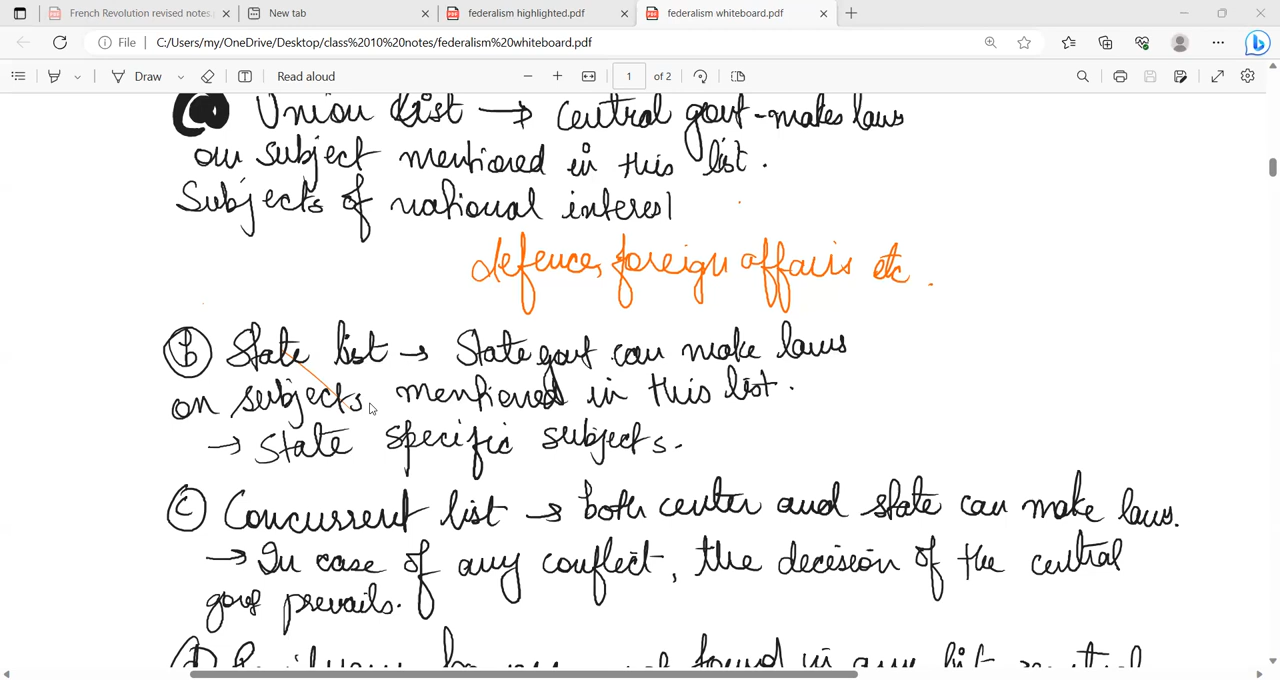 French Revolution revised notes.
New tab
federalism highlighted.pdf
federalism whiteboard.pdf
File C:/Users/my/OneDrive/Desktop/class%2010%20notes/federalism%20whiteboard.pdf
Draw Read aloud 1 of 2
(a) Union List → Central govt - makes laws
on subject mentioned in this list.
Subjects of national interest
defence, foreign affairs etc.
(b) State list → State govt can make laws
on subjects mentioned in this list.
→ State specific subjects.
(c) Concurrent list → both center and state can make laws.
→ In case of any conflict, the decision of the central
govt prevails.
found in any list